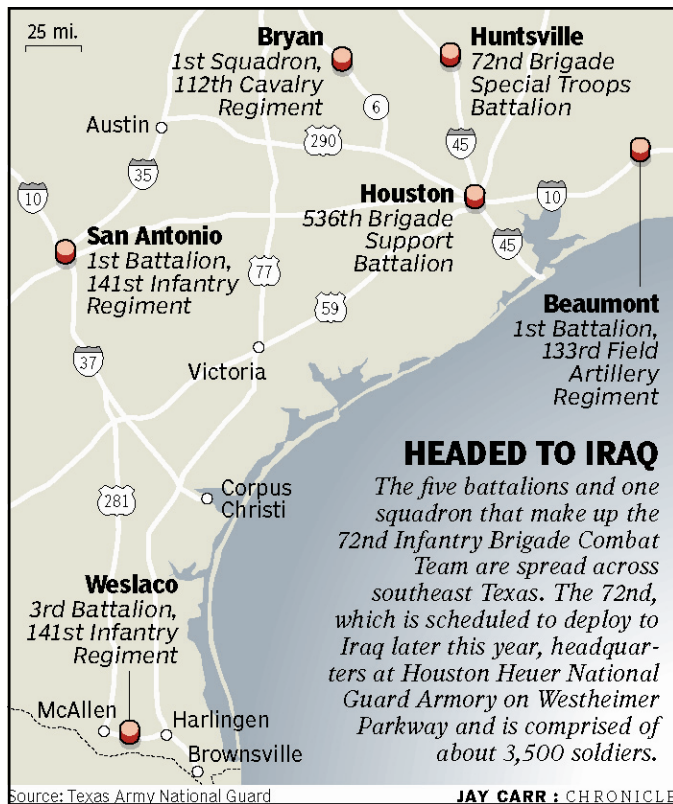 25 mi.
Bryan
1st Squadron,
112th Cavalry
Regiment
Huntsville
72nd Brigade
Special Troops
Battalion
6
Austin
290
45
35
10
Houston
536th Brigade
Support
Battalion
10
45
San Antonio
1st Battalion,
141st Infantry
Regiment
77
59
Beaumont
1st Battalion,
133rd Field
Artillery
Regiment
37
Victoria
281
Corpus
Christi
HEADED TO IRAQ
The five battalions and one
squadron that make up the
72nd Infantry Brigade Combat
Team are spread across
southeast Texas. The 72nd,
which is scheduled to deploy to
Iraq later this year, headquar-
ters at Houston Heuer National
Guard Armory on Westheimer
Parkway and is comprised of
about 3,500 soldiers.
Weslaco
3rd Battalion,
141st Infantry
Regiment
McAllen
Harlingen
Brownsville
Source: Texas Army National Guard
JAY CARR : CHRONICLE